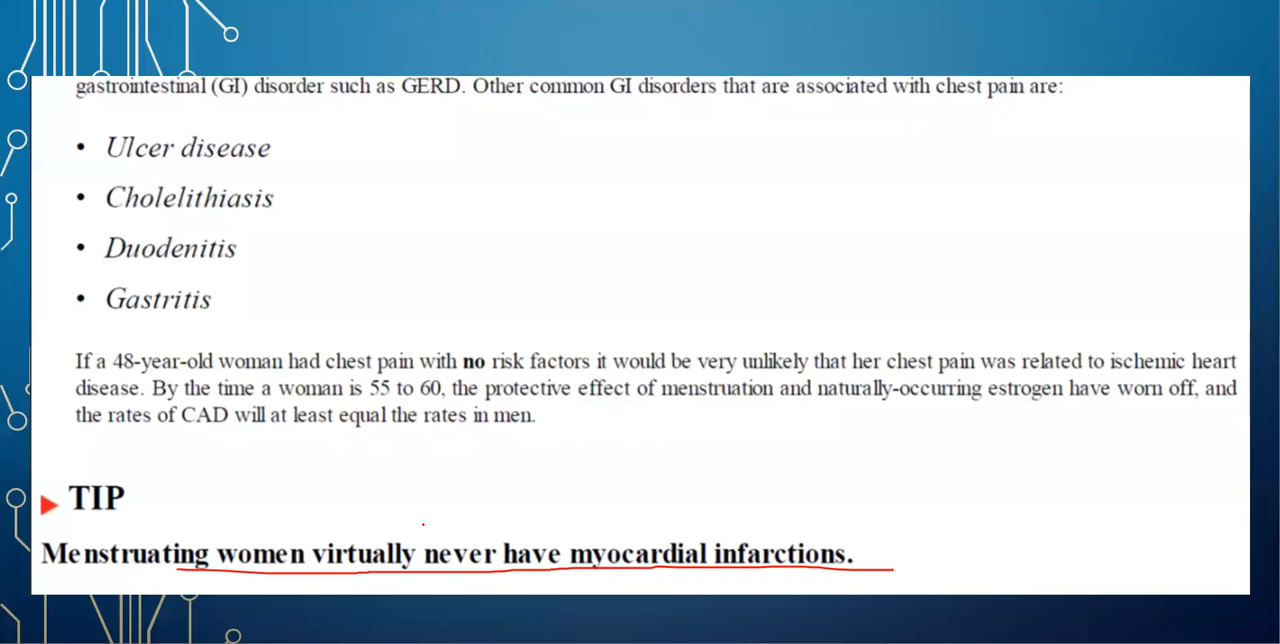 gastrointestinal (GI) disorder such as GERD. Other common GI disorders that are associated with chest pain are:
• Ulcer disease
• Cholelithiasis
• Duodenitis
• Gastritis
If a 48-year-old woman had chest pain with no risk factors it would be very unlikely that her chest pain was related to ischemic heart
disease. By the time a woman is 55 to 60, the protective effect of menstruation and naturally-occurring estrogen have worn off, and
the rates of CAD will at least equal the rates in men.
TIP
Menstruating women virtually never have myocardial infarctions.